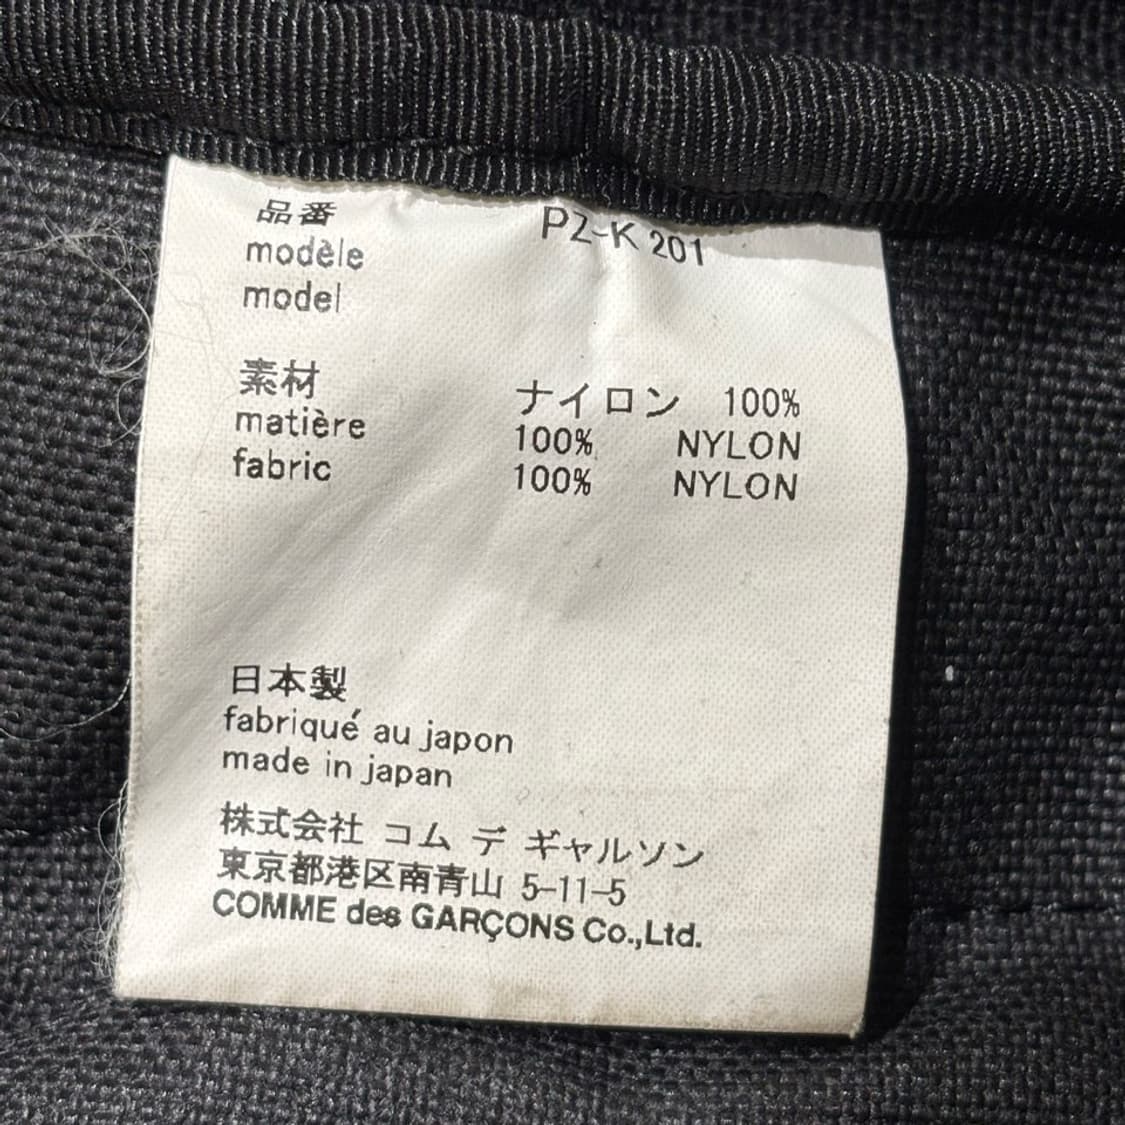 品番 PZ-K201
modèle
model
素材 ナイロン 100%
matière 100% NYLON
fabric 100% NYLON
日本製
fabriqué au japon
made in japan
株式会社 コム デ ギャルソン
東京都港区南青山 5-11-5
COMME des GARÇONS Co.,Ltd.